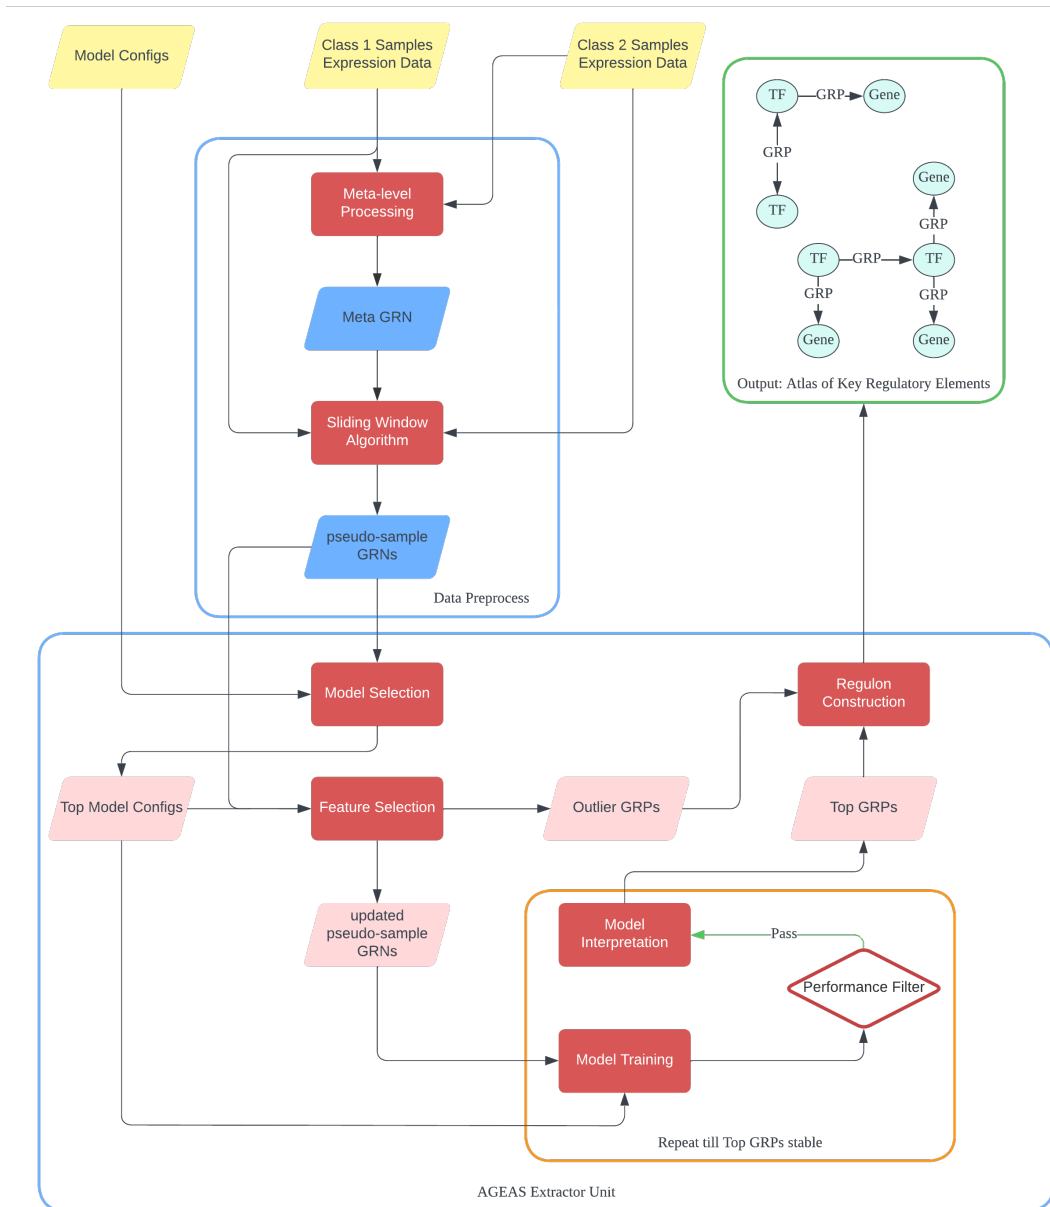 Model Configs
Class 1 Samples
Expression Data
Class 2 Samples
Expression Data
TF
GRP
Gene
GRP
TF
Gene
GRP
TF
GRP
TF
GRP
GRP
Gene
Gene
Output: Atlas of Key Regulatory Elements
Meta-level
Processing
Meta GRN
Sliding Window
Algorithm
pseudo-sample
GRNs
Data Preprocess
Model Selection
Regulon
Construction
Top Model Configs
Feature Selection
Outlier GRPs
Top GRPs
updated
pseudo-sample
GRNs
Model
Interpretation
Pass
Performance Filter
Model Training
Repeat till Top GRPs stable
AGEAS Extractor Unit